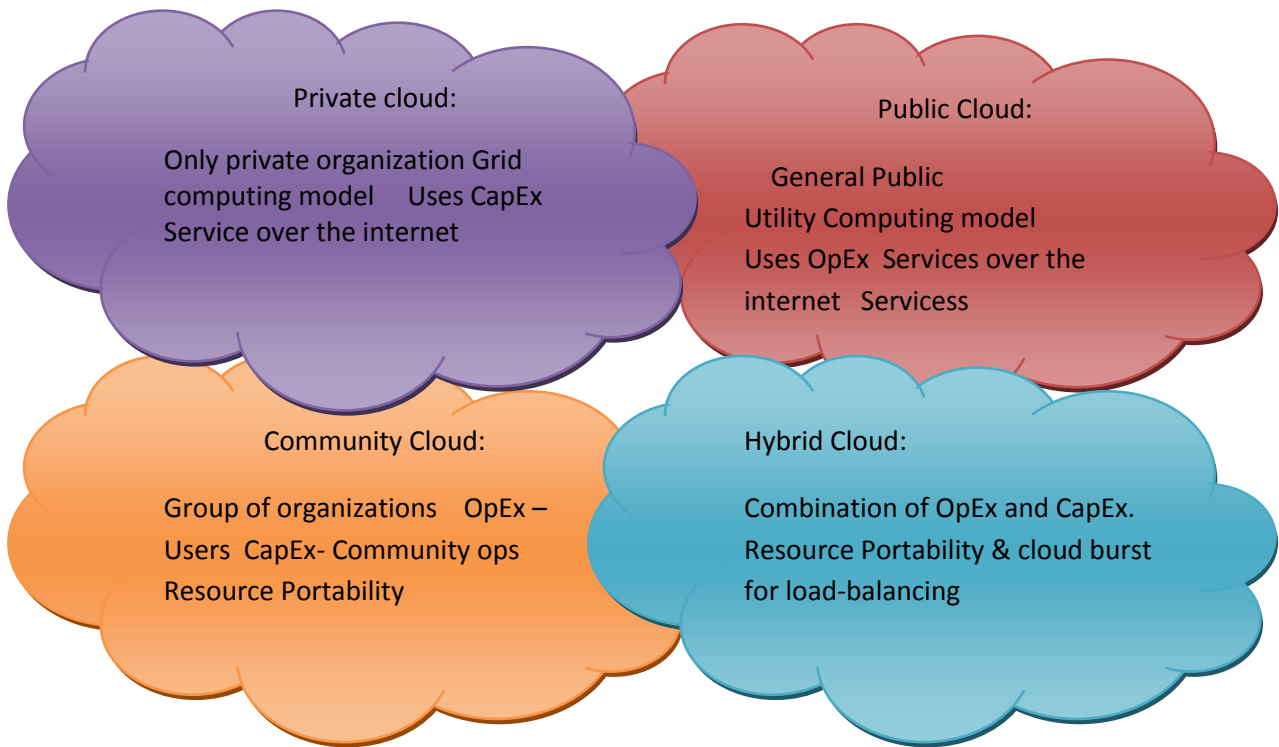 Private cloud:
Only private organization Grid
computing model Uses CapEx
Service over the internet
Public Cloud:
General Public
Utility Computing model
Uses OpEx Services over the
internet Servicess
Community Cloud:
Group of organizations OpEx –
Users CapEx- Community ops
Resource Portability
Hybrid Cloud:
Combination of OpEx and CapEx.
Resource Portability & cloud burst
for load-balancing